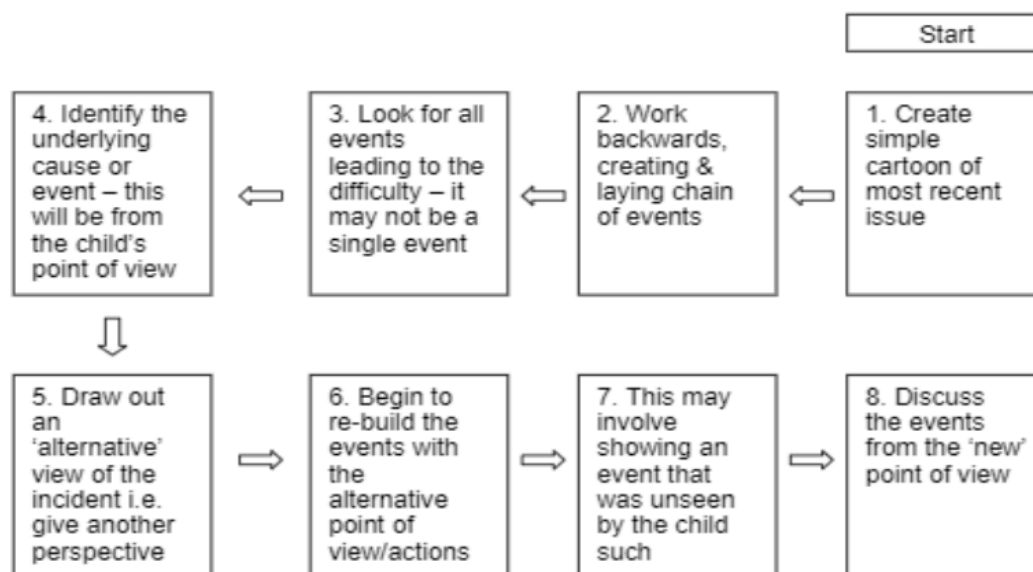 Start
1. Create
simple
cartoon of
most recent
issue
2. Work
backwards,
creating &
laying chain
of events
3. Look for all
events
leading to the
difficulty – it
may not be a
single event
4. Identify the
underlying
cause or
event – this
will be from
the child's
point of view
5. Draw out
an
'alternative'
view of the
incident i.e.
give another
perspective
6. Begin to
re-build the
events with
the
alternative
point of
view/actions
7. This may
involve
showing an
event that
was unseen
by the child
such
8. Discuss
the events
from the 'new'
point of view